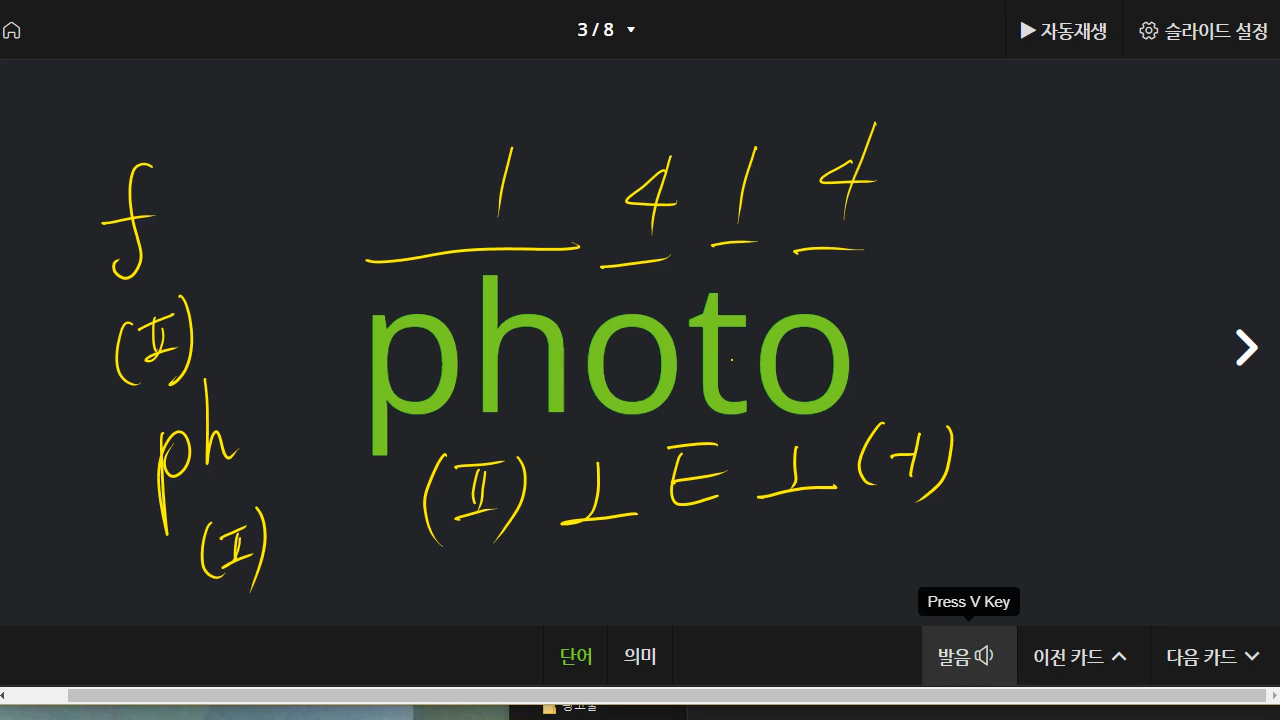 3 / 8
자동재생
슬라이드 설정
1 4 1 4
f
(ㅍ)
photo
ph
(ㅍ)
(ㅍ) ㅗ ㅌ ㅗ (ㅓ)
Press V Key
단어
의미
발음
이전 카드
다음 카드